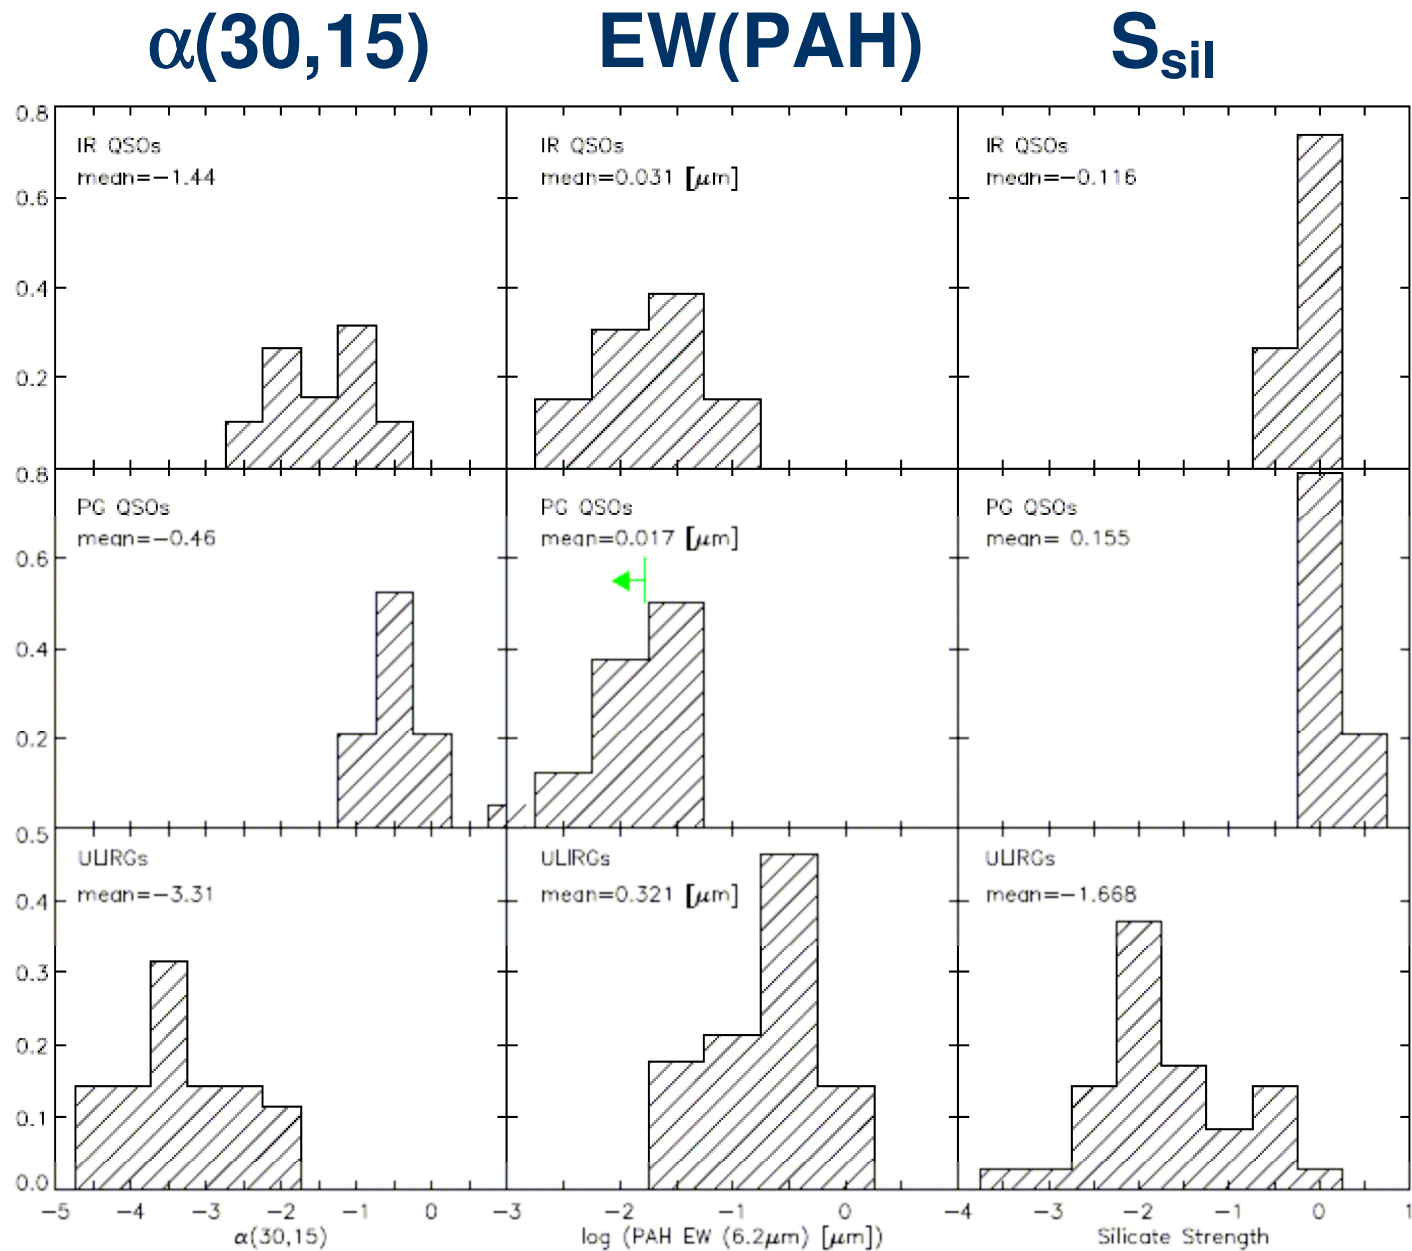 α(30,15) EW(PAH) Ssil
0.8
IR QSOs
mean=−1.44
IR QSOs
mean=0.031 [μm]
IR QSOs
mean=−0.116
0.6
0.4
0.2
0.8
PG QSOs
mean=−0.46
PG QSOs
mean=0.017 [μm]
PG QSOs
mean= 0.155
0.6
0.4
0.2
0.5
ULIRGs
mean=−3.31
ULIRGs
mean=0.321 [μm]
ULIRGs
mean=−1.668
0.4
0.3
0.2
0.1
0.0
−5 −4 −3 −2 −1 0 −3 −2 −1 0 −4 −3 −2 −1 0 1
α(30,15) log (PAH EW (6.2μm) [μm]) Silicate Strength